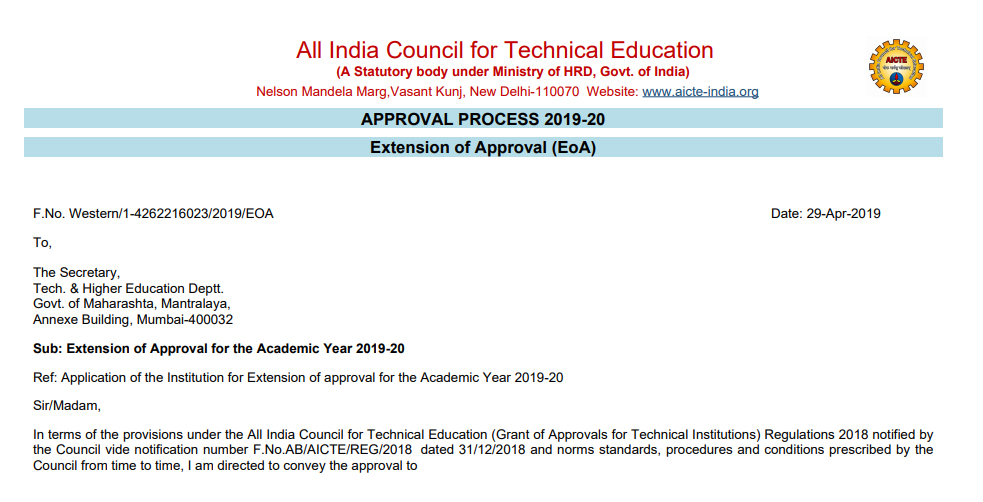 All India Council for Technical Education
(A Statutory body under Ministry of HRD, Govt. of India)
Nelson Mandela Marg,Vasant Kunj, New Delhi-110070 Website: www.aicte-india.org
AICTE
APPROVAL PROCESS 2019-20
Extension of Approval (EoA)
F.No. Western/1-4262216023/2019/EOA Date: 29-Apr-2019
To,
The Secretary,
Tech. & Higher Education Deptt.
Govt. of Maharashta, Mantralaya,
Annexe Building, Mumbai-400032
Sub: Extension of Approval for the Academic Year 2019-20
Ref: Application of the Institution for Extension of approval for the Academic Year 2019-20
Sir/Madam,
In terms of the provisions under the All India Council for Technical Education (Grant of Approvals for Technical Institutions) Regulations 2018 notified by
the Council vide notification number F.No.AB/AICTE/REG/2018 dated 31/12/2018 and norms standards, procedures and conditions prescribed by the
Council from time to time, I am directed to convey the approval to